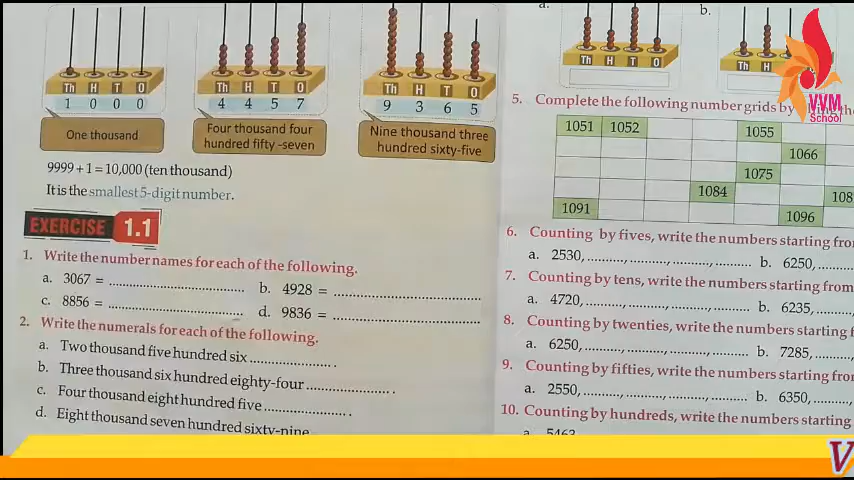 Th H T O
1 0 0 0
One thousand
Th H T O
4 4 5 7
Four thousand four
hundred fifty -seven
Th H T O
9 3 6 5
Nine thousand three
hundred sixty-five
9999 + 1 = 10,000 (ten thousand)
It is the smallest 5-digit number.
EXERCISE 1.1
1. Write the number names for each of the following.
a. 3067 = ..............................
b. 4928 = ..............................
c. 8856 = ..............................
d. 9836 = ..............................
2. Write the numerals for each of the following.
a. Two thousand five hundred six .................... .
b. Three thousand six hundred eighty-four .................... .
c. Four thousand eight hundred five .................... .
d. Eight thousand seven hundred sixty-nine
a.
b.
Th H T O
Th H
5. Complete the following number grids by
1051 1052 1055
1066
1075
1084 108
1091 1096
6. Counting by fives, write the numbers starting fro
a. 2530, .........., .........., .........., ..........
b. 6250, ..........
7. Counting by tens, write the numbers starting from
a. 4720, .........., .........., .........., ..........
b. 6235, ..........
8. Counting by twenties, write the numbers starting f
a. 6250, .........., .........., .........., ..........
b. 7285, ..........
9. Counting by fifties, write the numbers starting fro
a. 2550, .........., .........., .........., ..........
b. 6350, ..........
10. Counting by hundreds, write the numbers starting
a. 5462
VVM
School
V